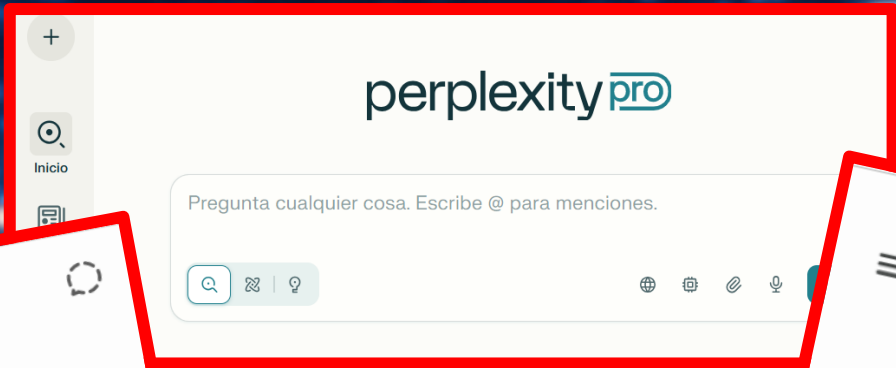 perplexity pro
Inicio
Pregunta cualquier cosa. Escribe @ para menciones.